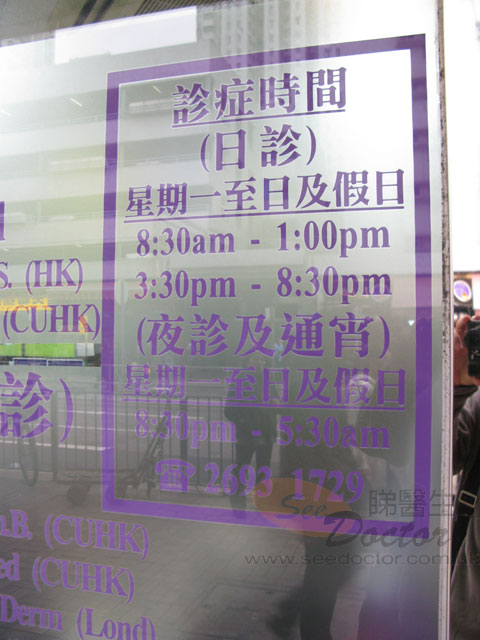 診症時間
(日診)
星期一至日及假日
8:30am - 1:00pm
3:30pm - 8:30pm
(夜診及通宵)
星期一至日及假日
8:30pm - 5:30am
☎ 2693 1729
S. (HK)
(CUHK)
診)
.B. (CUHK)
ed (CUHK)
Derm (Lond)
See 睇醫生
Doctor
www.seedoctor.com.hk